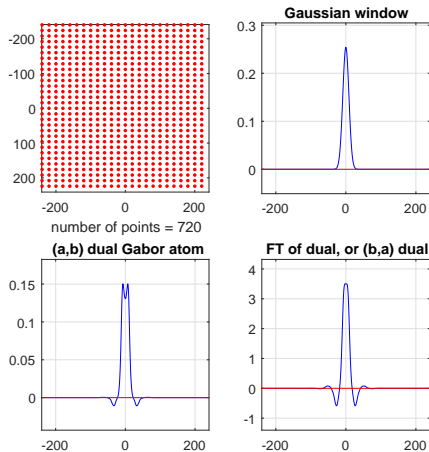 Gaussian window
-200
-100
0
100
200
-200 0 200
number of points = 720
0.3
0.2
0.1
0
-200 0 200
(a,b) dual Gabor atom
0.15
0.1
0.05
0
-200 0 200
FT of dual, or (b,a) dual
4
3
2
1
0
-1
-200 0 200